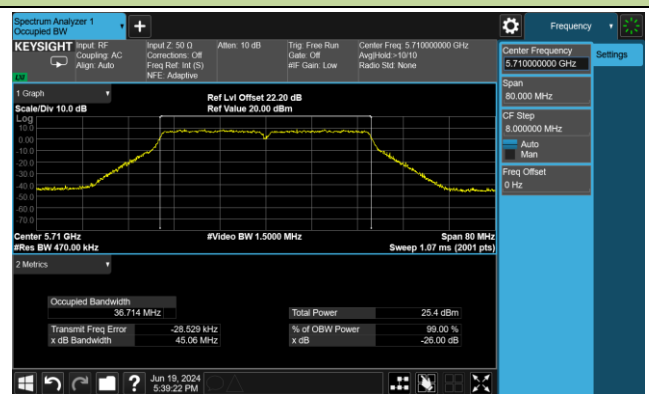 Spectrum Analyzer 1
Occupied BW
Frequency
KEYSIGHT
Input: RF
Coupling: AC
Align: Auto
Input Z: 50 Ω
Corrections: Off
Freq Ref: Int (S)
NFE: Adaptive
Atten: 10 dB
Trig: Free Run
Gate: Off
#IF Gain: Low
Center Freq: 5.710000000 GHz
Avg|Hold:>10/10
Radio Std: None
LXI
Center Frequency
5.710000000 GHz
Settings
Span
80.000 MHz
CF Step
8.000000 MHz
Auto
Man
Freq Offset
0 Hz
1 Graph
Scale/Div 10.0 dB
Ref Lvl Offset 22.20 dB
Ref Value 20.00 dBm
Log
10.0
0.00
-10.0
-20.0
-30.0
-40.0
-50.0
-60.0
-70.0
Center 5.71 GHz
#Video BW 1.5000 MHz
Span 80 MHz
#Res BW 470.00 kHz
Sweep 1.07 ms (2001 pts)
2 Metrics
Occupied Bandwidth
36.714 MHz
Total Power 25.4 dBm
Transmit Freq Error -28.529 kHz
% of OBW Power 99.00 %
x dB Bandwidth 45.06 MHz
x dB -26.00 dB
?
Jun 19, 2024
5:39:22 PM